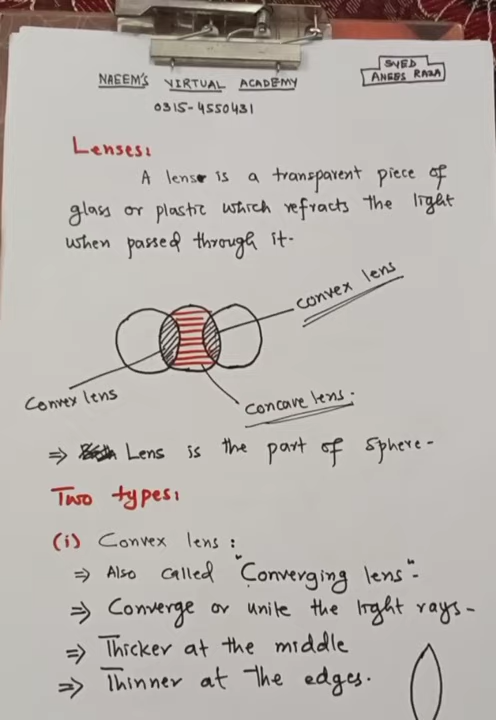 NAEEM'S VIRTUAL ACADEMY
0315-4550431
SYED
ANEES RAZA
Lenses:
A lens is a transparent piece of
glass or plastic which refracts the light
when passed through it-
Convex lens
Convex lens
Concave lens.
⇒ Lens is the part of Sphere-
Two types:
(i) Convex lens:
⇒ Also called "Converging lens"-
⇒ Converge or unite the light rays-
⇒ Thicker at the middle
⇒ Thinner at the edges.